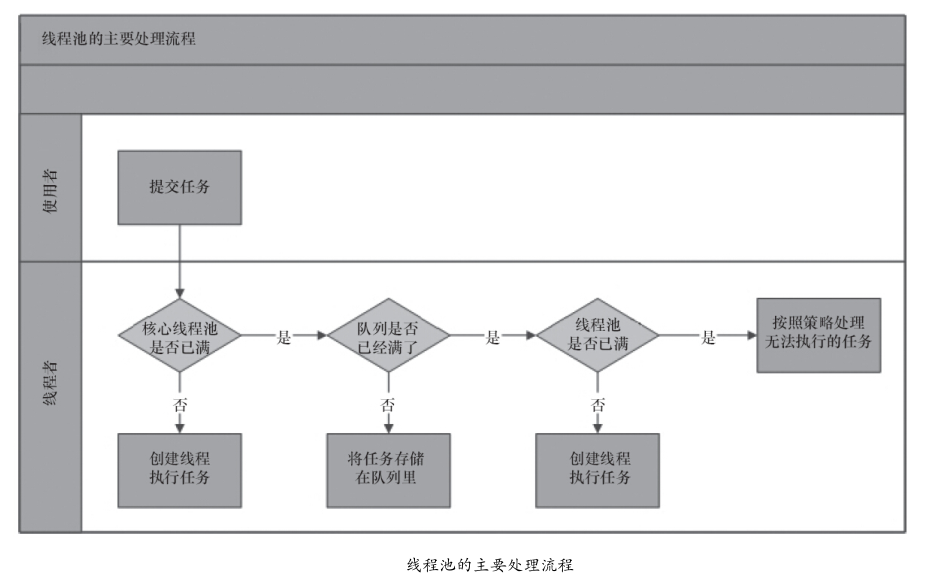 线程池的主要处理流程
使用者
提交任务
线程者
核心线程池
是否已满
是
队列是否
已经满了
是
线程池
是否已满
是
按照策略处理
无法执行的任务
否
否
否
创建线程
执行任务
将任务存储
在队列里
创建线程
执行任务
线程池的主要处理流程